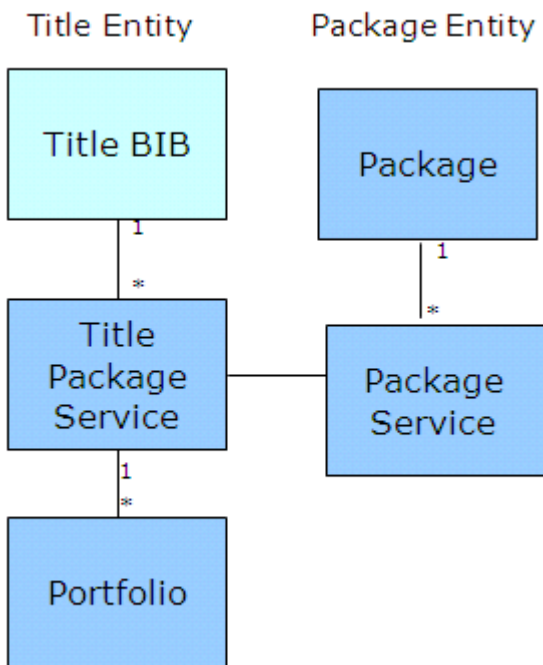 Title Entity
Package Entity
Title BIB
Package
1
*
1
*
Title
Package
Service
Package
Service
1
*
Portfolio